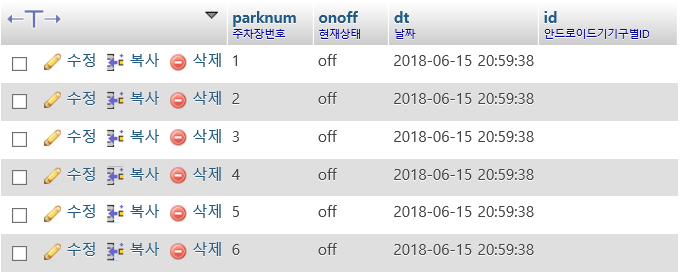 parknum onoff dt id
주차장번호 현재상태 날짜 안드로이드기기구별ID
수정 복사 삭제 1 off 2018-06-15 20:59:38
수정 복사 삭제 2 off 2018-06-15 20:59:38
수정 복사 삭제 3 off 2018-06-15 20:59:38
수정 복사 삭제 4 off 2018-06-15 20:59:38
수정 복사 삭제 5 off 2018-06-15 20:59:38
수정 복사 삭제 6 off 2018-06-15 20:59:38